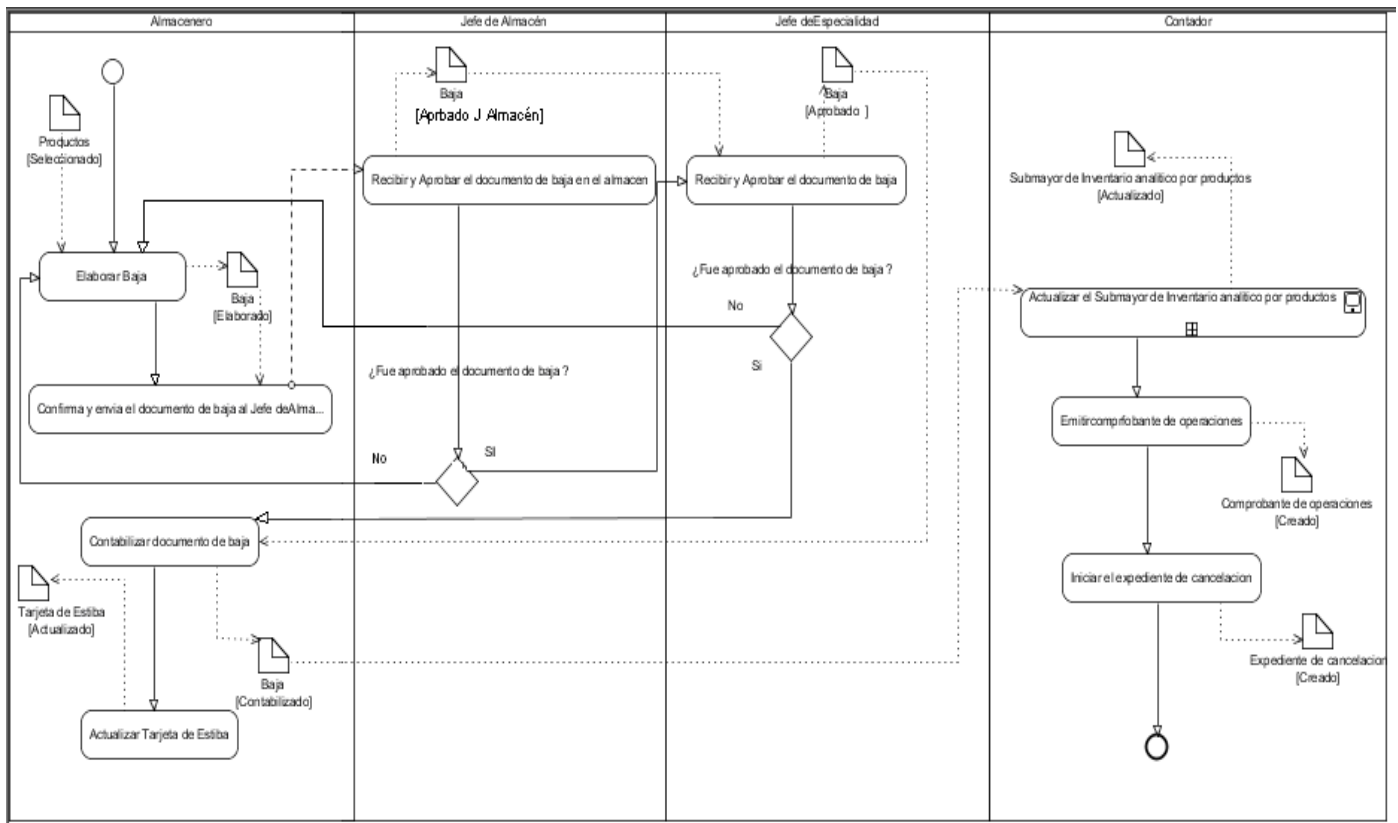 Almacenero
Jefe de Almacén
Jefe deEspecialidad
Contador
Productos
[Seleccionado]
Elaborar Baja
Baja
[Elaborado]
Confirma y envia el documento de baja al Jefe deAlma...
No
Contabilizar documento de baja
Tarjeta de Estiba
[Actualizado]
Baja
[Contabilizado]
Actualizar Tarjeta de Estiba
Baja
[Aprbado J Almacén]
Recibir y Aprobar el documento de baja en el almacen
¿Fue aprobado el documento de baja ?
No
SI
Baja
[Aprobado ]
Recibir y Aprobar el documento de baja
¿Fue aprobado el documento de baja ?
No
Si
Submayor de Inventario analitico por productos
[Actualizado]
Actualizar el Submayor de Inventario analitico por productos
Emitircomprfobante de operaciones
Comprobante de operaciones
[Creado]
Iniciar el expediente de cancelacion
Expediente de cancelacion
[Creado]